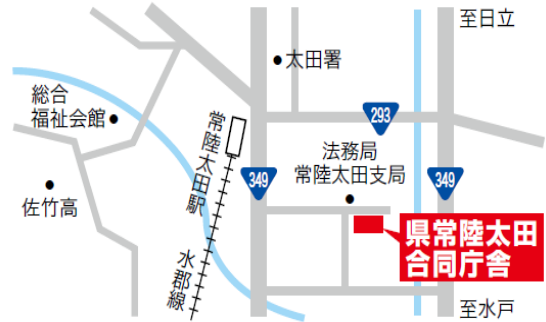 至日立
太田署
総合
福祉会館
293
法務局
常陸太田支局
常陸太田駅
349
349
佐竹高
県常陸太田
合同庁舎
水郡線
至水戸